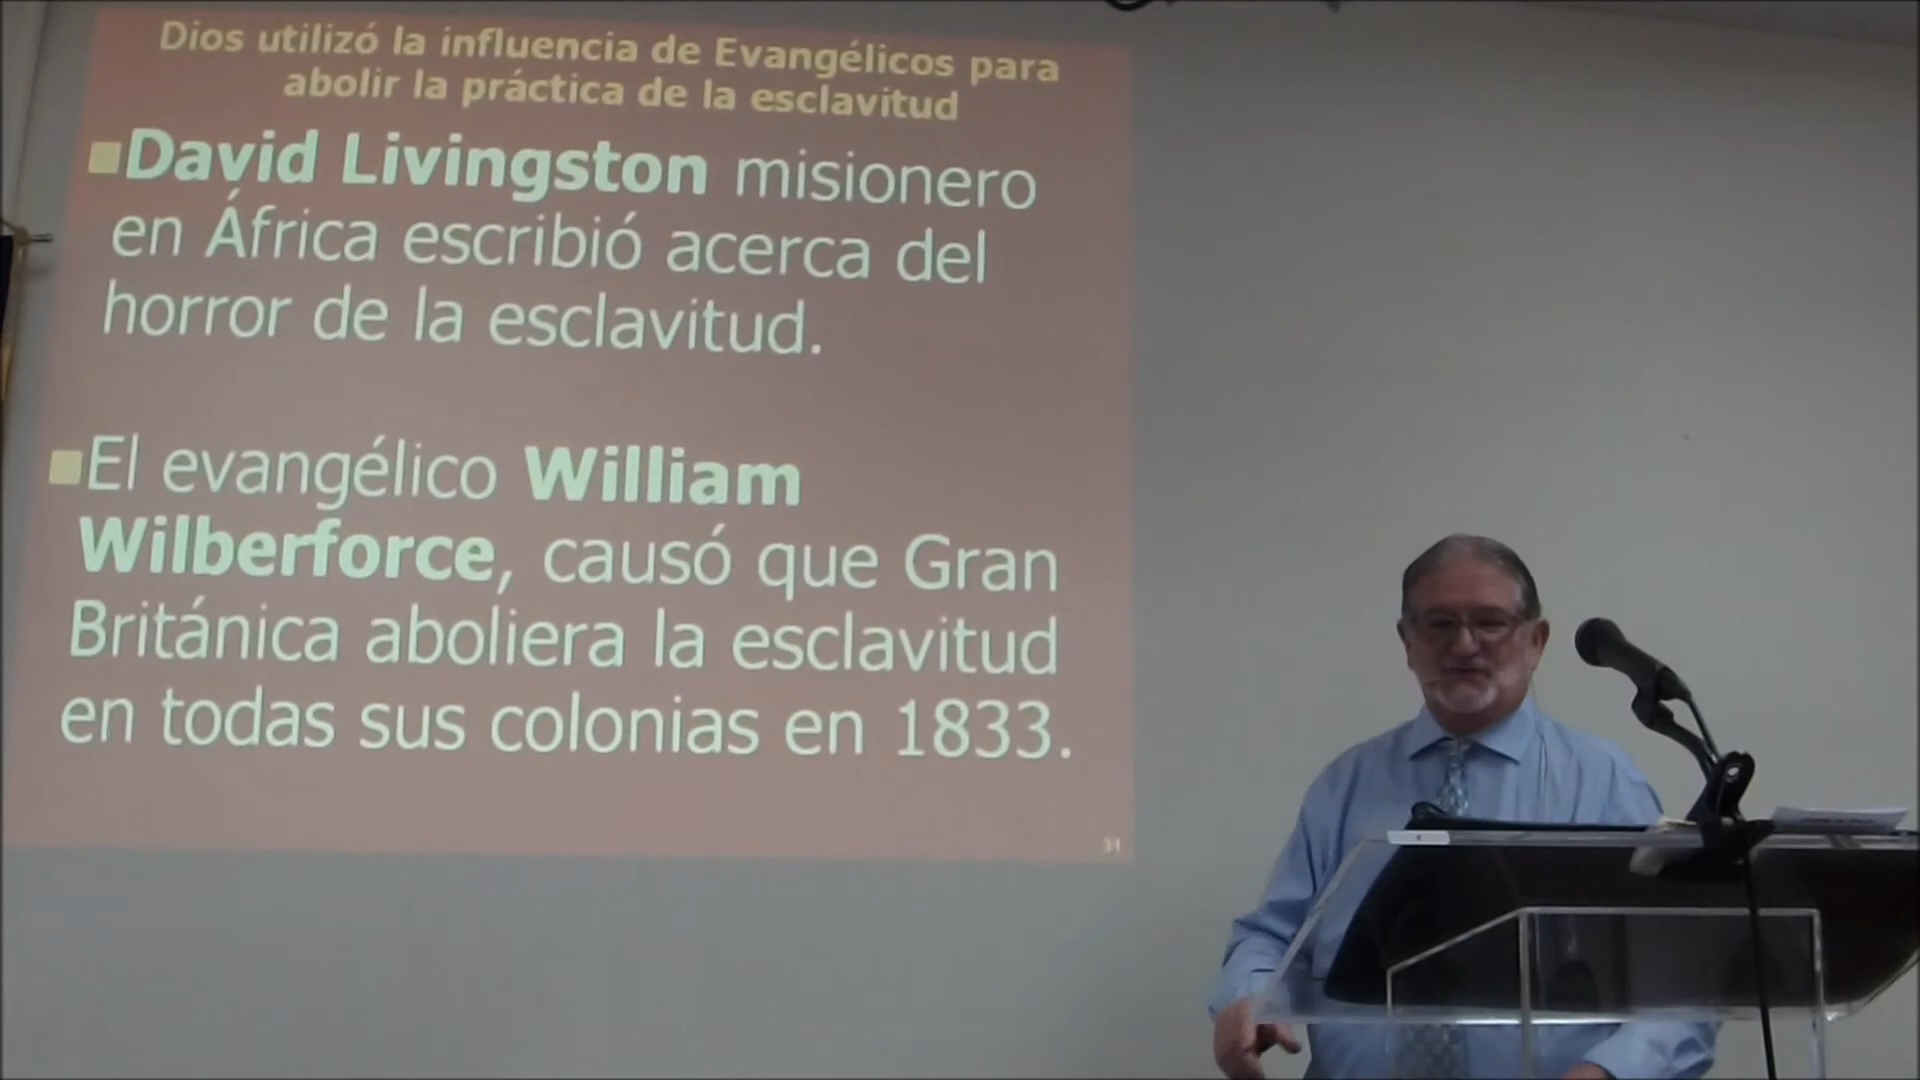 Dios utilizó la influencia de Evangélicos para
abolir la práctica de la esclavitud
David Livingston misionero
en África escribió acerca del
horror de la esclavitud.
El evangélico William
Wilberforce, causó que Gran
Británica aboliera la esclavitud
en todas sus colonias en 1833.
31